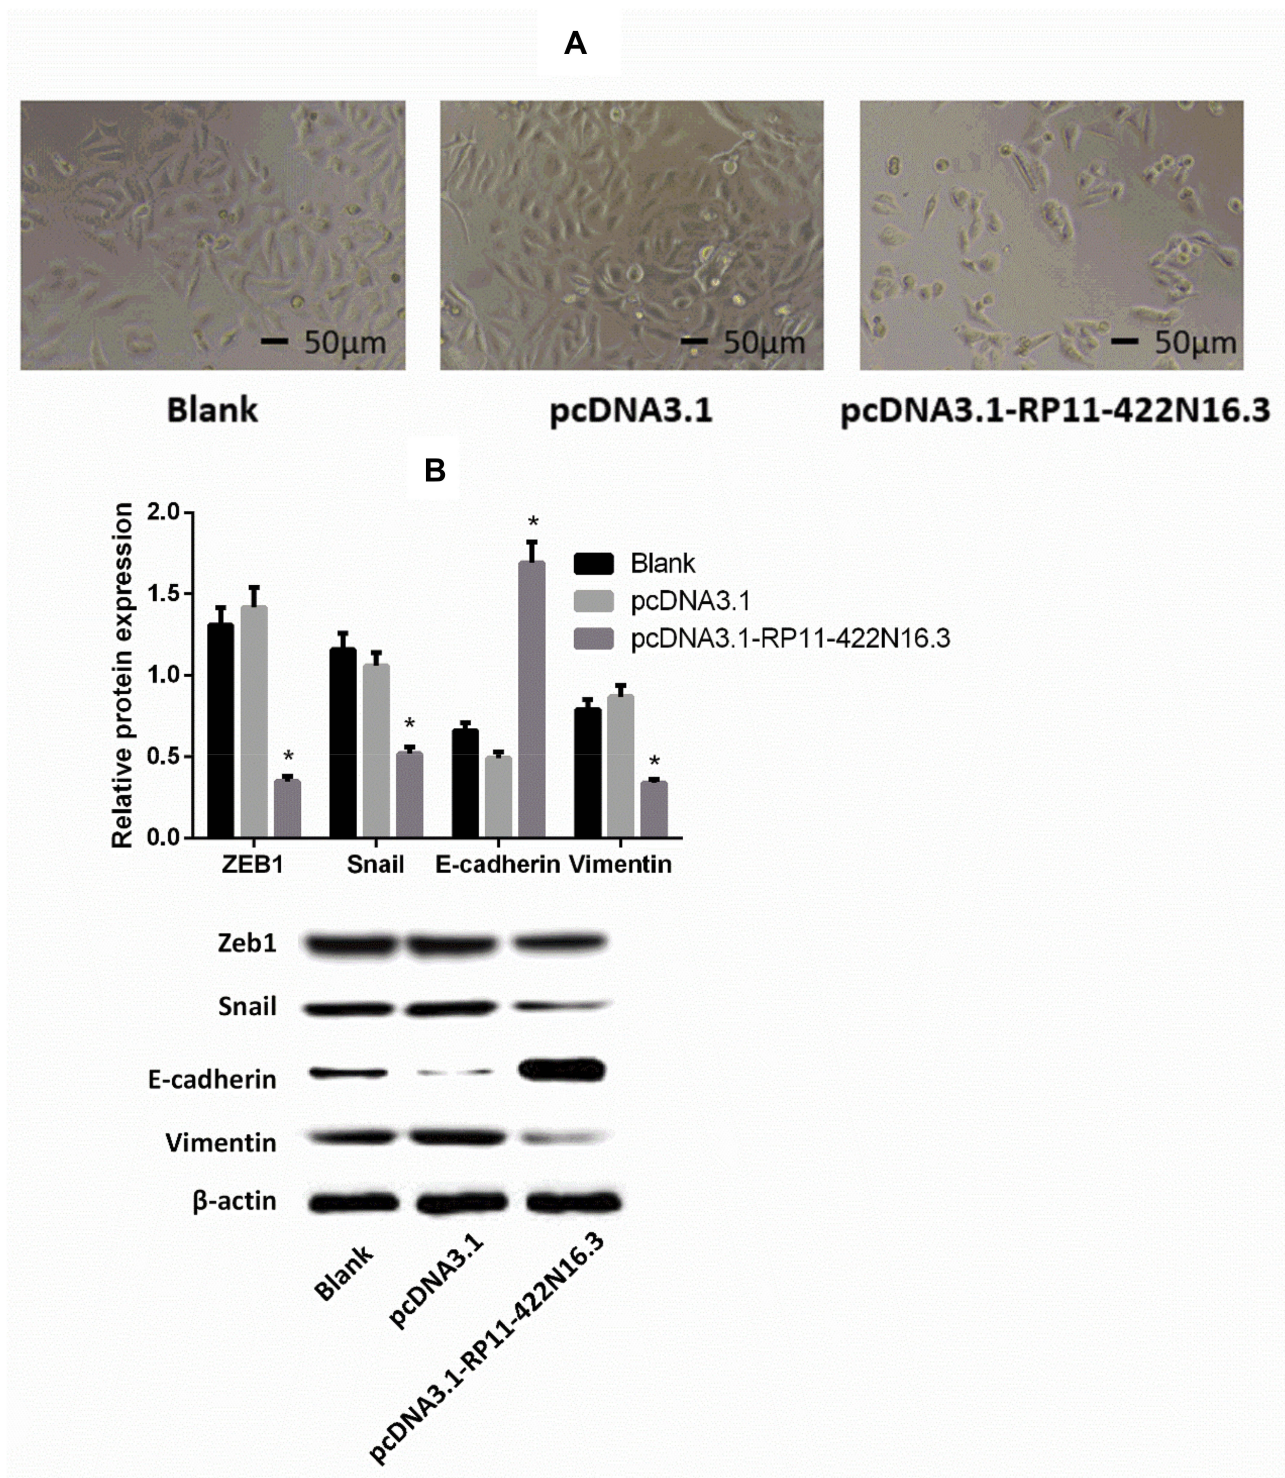 A
50µm
50µm
50µm
Blank
pcDNA3.1
pcDNA3.1-RP11-422N16.3
B
Relative protein expression
2.0
1.5
1.0
0.5
0.0
*
*
*
*
Blank
pcDNA3.1
pcDNA3.1-RP11-422N16.3
ZEB1
Snail
E-cadherin
Vimentin
Zeb1
Snail
E-cadherin
Vimentin
β-actin
Blank
pcDNA3.1
pcDNA3.1-RP11-422N16.3